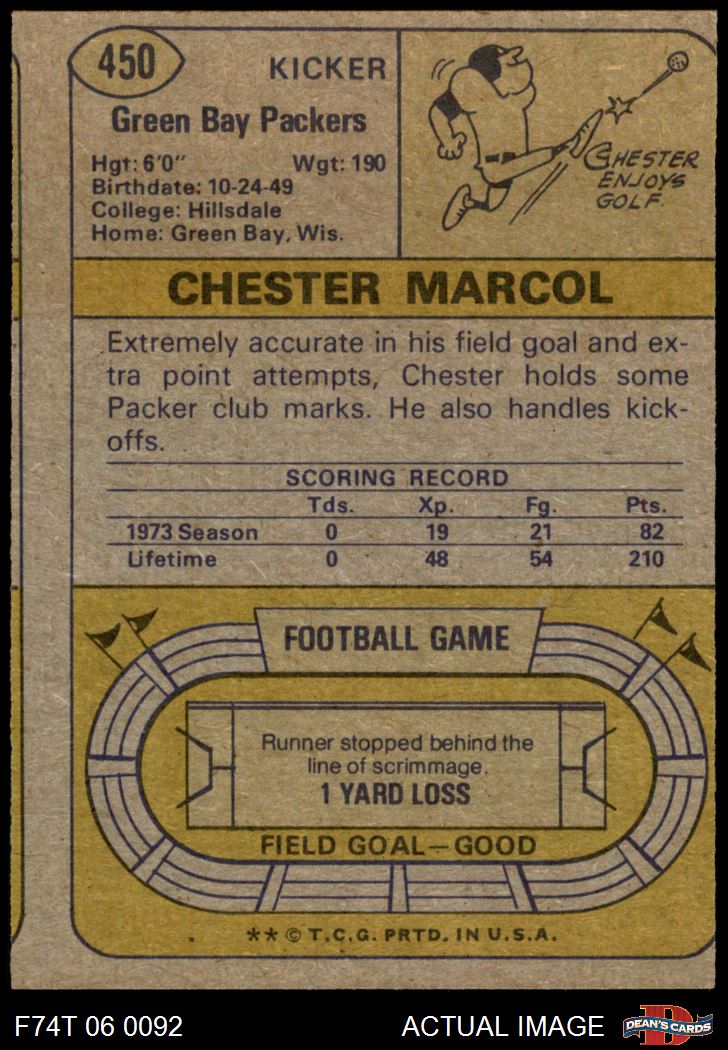 450
KICKER
Green Bay Packers
Hgt: 6'0" Wgt: 190
Birthdate: 10-24-49
College: Hillsdale
Home: Green Bay, Wis.
CHESTER
ENJOYS
GOLF.
CHESTER MARCOL
Extremely accurate in his field goal and ex-
tra point attempts, Chester holds some
Packer club marks. He also handles kick-
offs.
SCORING RECORD
Tds. Xp. Fg. Pts.
1973 Season 0 19 21 82
Lifetime 0 48 54 210
FOOTBALL GAME
Runner stopped behind the
line of scrimmage.
1 YARD LOSS
FIELD GOAL—GOOD
** © T.C.G. PRTD. IN U.S.A.
F74T 06 0092 ACTUAL IMAGE
D
DEAN'S CARDS